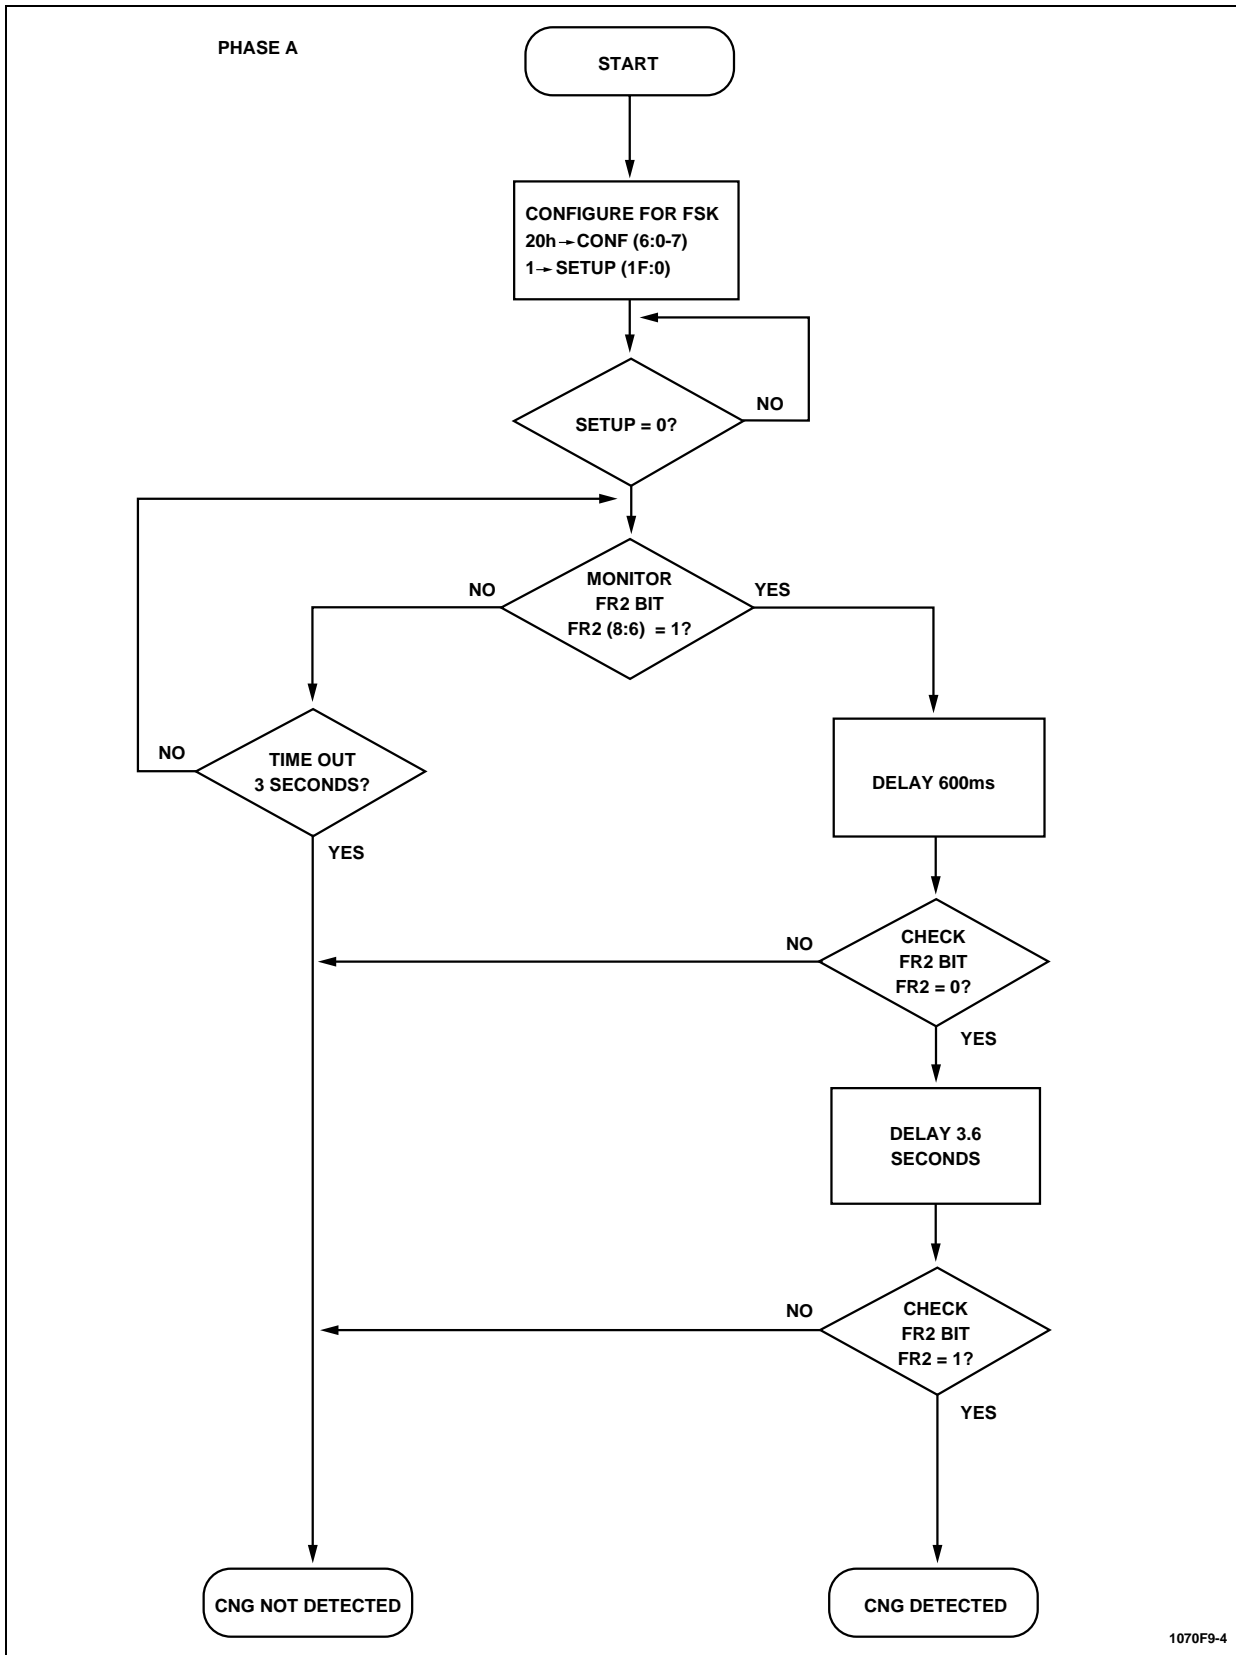 PHASE A
START
CONFIGURE FOR FSK
20h→CONF (6:0-7)
1→ SETUP (1F:0)
SETUP = 0?
NO
MONITOR
FR2 BIT
FR2 (8:6) = 1?
NO
YES
TIME OUT
3 SECONDS?
NO
YES
DELAY 600ms
CHECK
FR2 BIT
FR2 = 0?
NO
YES
DELAY 3.6
SECONDS
CHECK
FR2 BIT
FR2 = 1?
NO
YES
CNG NOT DETECTED
CNG DETECTED
1070F9-4